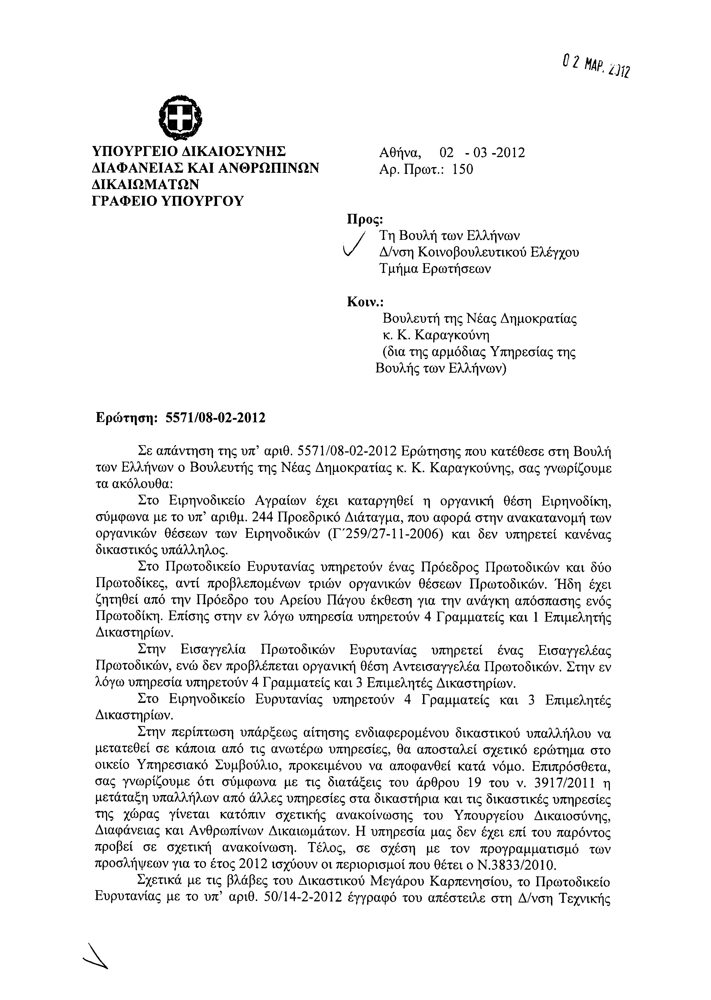 02 ΜΑΡ. 2012
ΥΠΟΥΡΓΕΙΟ ΔΙΚΑΙΟΣΥΝΗΣ
ΔΙΑΦΑΝΕΙΑΣ ΚΑΙ ΑΝΘΡΩΠΙΝΩΝ
ΔΙΚΑΙΩΜΑΤΩΝ
ΓΡΑΦΕΙΟ ΥΠΟΥΡΓΟΥ
Αθήνα, 02 - 03 -2012
Αρ. Πρωτ.: 150
Προς:
Τη Βουλή των Ελλήνων
Δ/νση Κοινοβουλευτικού Ελέγχου
Τμήμα Ερωτήσεων
Κοιν.:
Βουλευτή της Νέας Δημοκρατίας
κ. Κ. Καραγκούνη
(δια της αρμόδιας Υπηρεσίας της
Βουλής των Ελλήνων)
Ερώτηση: 5571/08-02-2012
Σε απάντηση της υπ’ αριθ. 5571/08-02-2012 Ερώτησης που κατέθεσε στη Βουλή
των Ελλήνων ο Βουλευτής της Νέας Δημοκρατίας κ. Κ. Καραγκούνης, σας γνωρίζουμε
τα ακόλουθα:
Στο Ειρηνοδικείο Αγραίων έχει καταργηθεί η οργανική θέση Ειρηνοδίκη,
σύμφωνα με το υπ’ αριθμ. 244 Προεδρικό Διάταγμα, που αφορά στην ανακατανομή των
οργανικών θέσεων των Ειρηνοδικών (Γ΄259/27-11-2006) και δεν υπηρετεί κανένας
δικαστικός υπάλληλος.
Στο Πρωτοδικείο Ευρυτανίας υπηρετούν ένας Πρόεδρος Πρωτοδικών και δύο
Πρωτοδίκες, αντί προβλεπομένων τριών οργανικών θέσεων Πρωτοδικών. Ήδη έχει
ζητηθεί από την Πρόεδρο του Αρείου Πάγου έκθεση για την ανάγκη απόσπασης ενός
Πρωτοδίκη. Επίσης στην εν λόγω υπηρεσία υπηρετούν 4 Γραμματείς και 1 Επιμελητής
Δικαστηρίων.
Στην Εισαγγελία Πρωτοδικών Ευρυτανίας υπηρετεί ένας Εισαγγελέας
Πρωτοδικών, ενώ δεν προβλέπεται οργανική θέση Αντεισαγγελέα Πρωτοδικών. Στην εν
λόγω υπηρεσία υπηρετούν 4 Γραμματείς και 3 Επιμελητές Δικαστηρίων.
Στο Ειρηνοδικείο Ευρυτανίας υπηρετούν 4 Γραμματείς και 3 Επιμελητές
Δικαστηρίων.
Στην περίπτωση υπάρξεως αίτησης ενδιαφερομένου δικαστικού υπαλλήλου να
μετατεθεί σε κάποια από τις ανωτέρω υπηρεσίες, θα αποσταλεί σχετικό ερώτημα στο
οικείο Υπηρεσιακό Συμβούλιο, προκειμένου να αποφανθεί κατά νόμο. Επιπρόσθετα,
σας γνωρίζουμε ότι σύμφωνα με τις διατάξεις του άρθρου 19 του ν. 3917/2011 η
μετάταξη υπαλλήλων από άλλες υπηρεσίες στα δικαστήρια και τις δικαστικές υπηρεσίες
της χώρας γίνεται κατόπιν σχετικής ανακοίνωσης του Υπουργείου Δικαιοσύνης,
Διαφάνειας και Ανθρωπίνων Δικαιωμάτων. Η υπηρεσία μας δεν έχει επί του παρόντος
προβεί σε σχετική ανακοίνωση. Τέλος, σε σχέση με τον προγραμματισμό των
προσλήψεων για το έτος 2012 ισχύουν οι περιορισμοί που θέτει ο Ν.3833/2010.
Σχετικά με τις βλάβες του Δικαστικού Μεγάρου Καρπενησίου, το Πρωτοδικείο
Ευρυτανίας με το υπ’ αριθ. 50/14-2-2012 έγγραφό του απέστειλε στη Δ/νση Τεχνικής